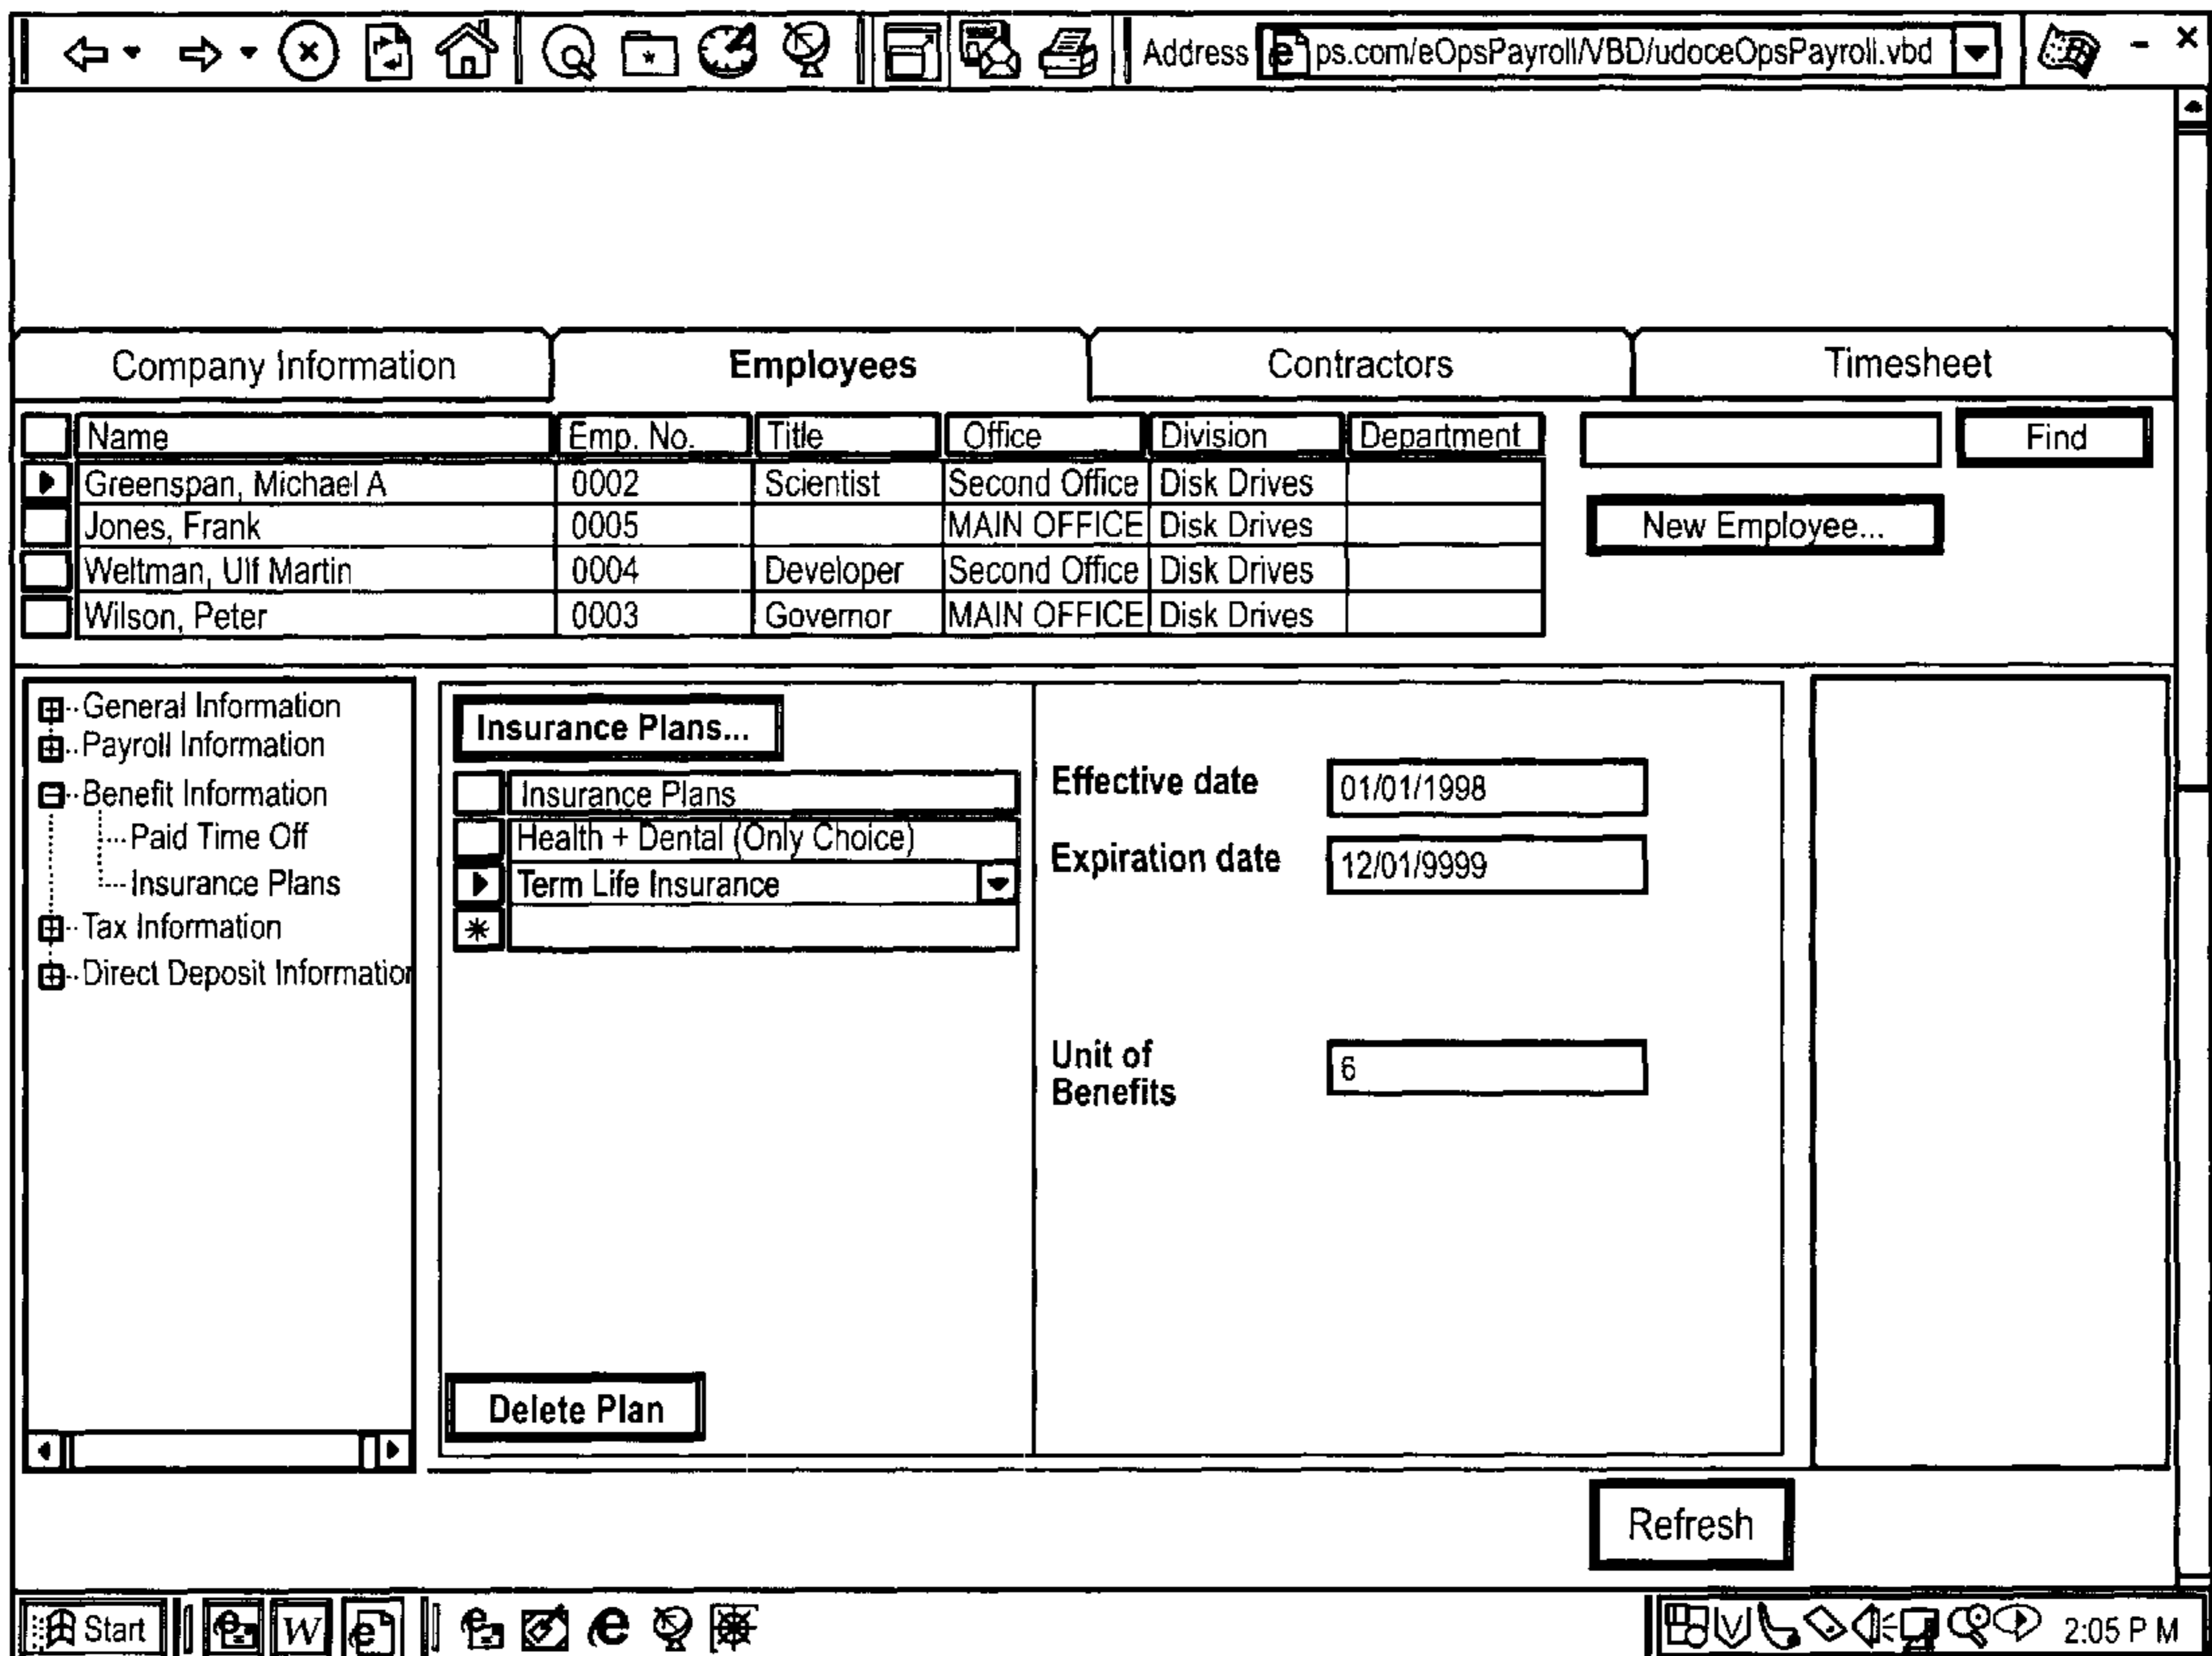 Address ps.com/eOpsPayroll/VBD/udoceOpsPayroll.vbd
Company Information Employees Contractors Timesheet
Name Emp. No. Title Office Division Department Find
Greenspan, Michael A 0002 Scientist Second Office Disk Drives
Jones, Frank 0005 MAIN OFFICE Disk Drives
New Employee...
Weltman, Ulf Martin 0004 Developer Second Office Disk Drives
Wilson, Peter 0003 Governor MAIN OFFICE Disk Drives
General Information
Payroll Information
Benefit Information
Paid Time Off
Insurance Plans
Tax Information
Direct Deposit Information
Insurance Plans...
Insurance Plans
Health + Dental (Only Choice)
Term Life Insurance
*
Delete Plan
Effective date 01/01/1998
Expiration date 12/01/9999
Unit of
Benefits 6
Refresh
Start W 2:05 P M